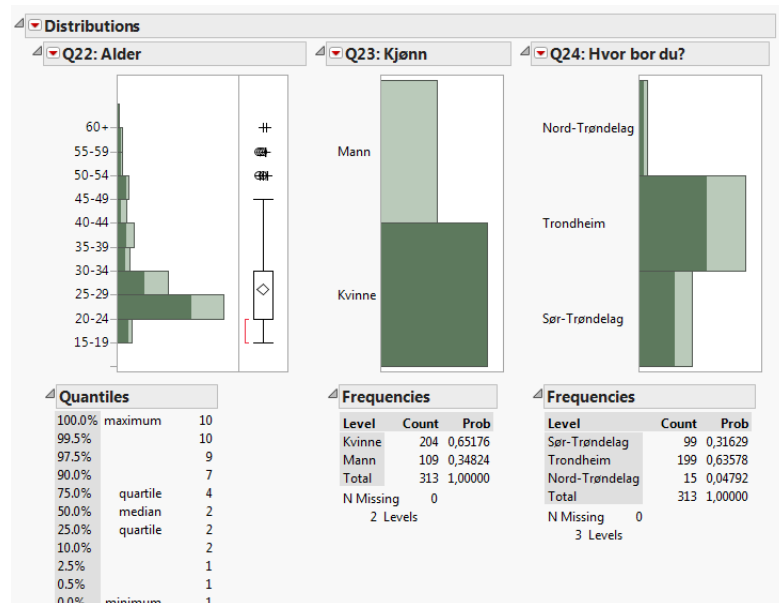 Distributions
Q22: Alder
60+
55-59
50-54
45-49
40-44
35-39
30-34
25-29
20-24
15-19
Quantiles
100.0% maximum 10
99.5% 10
97.5% 9
90.0% 7
75.0% quartile 4
50.0% median 2
25.0% quartile 2
10.0% 2
2.5% 1
0.5% 1
0.0% minimum 1
Q23: Kjønn
Mann
Kvinne
Frequencies
Level Count Prob
Kvinne 204 0,65176
Mann 109 0,34824
Total 313 1,00000
N Missing 0
2 Levels
Q24: Hvor bor du?
Nord-Trøndelag
Trondheim
Sør-Trøndelag
Frequencies
Level Count Prob
Sør-Trøndelag 99 0,31629
Trondheim 199 0,63578
Nord-Trøndelag 15 0,04792
Total 313 1,00000
N Missing 0
3 Levels